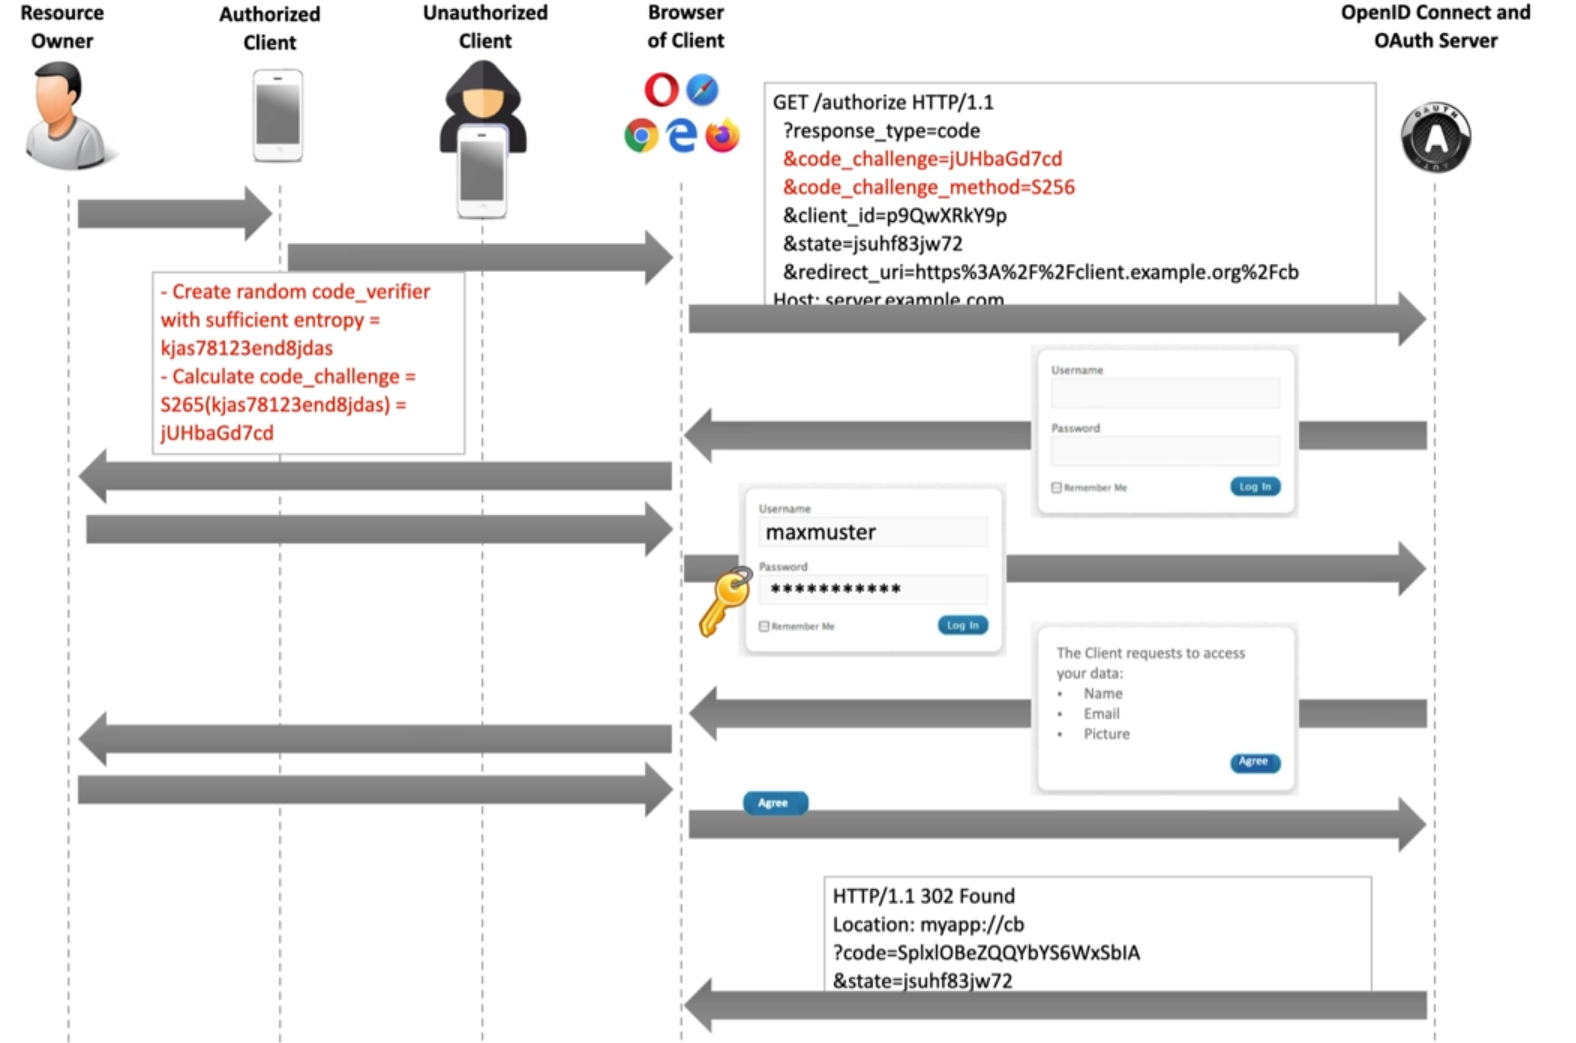 Resource
Owner
Authorized
Client
Unauthorized
Client
Browser
of Client
OpenID Connect and
OAuth Server
OAUTH
A
GET /authorize HTTP/1.1
?response_type=code
&code_challenge=jUHbaGd7cd
&code_challenge_method=S256
&client_id=p9QwXRkY9p
&state=jsuhf83jw72
&redirect_uri=https%3A%2F%2Fclient.example.org%2Fcb
Host: server.example.com
- Create random code_verifier
with sufficient entropy =
kjas78123end8jdas
- Calculate code_challenge =
S265(kjas78123end8jdas) =
jUHbaGd7cd
Username
Password
Remember Me
Log In
Username
maxmuster
Password
***********
Remember Me
Log In
The Client requests to access
your data:
• Name
• Email
• Picture
Agree
Agree
HTTP/1.1 302 Found
Location: myapp://cb
?code=SplxlOBeZQQYbYS6WxSbIA
&state=jsuhf83jw72